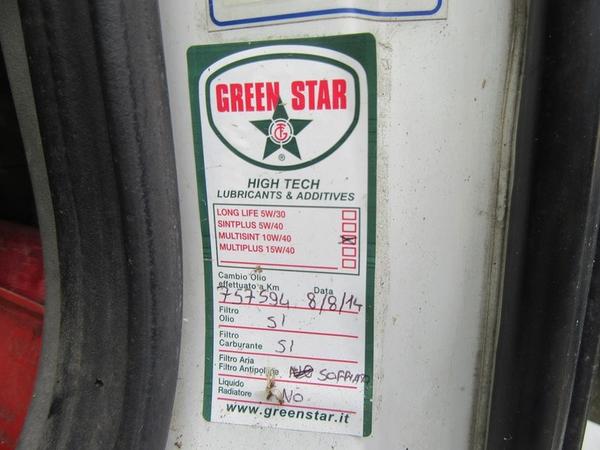 GREEN STAR
®
HIGH TECH
LUBRICANTS & ADDITIVES
LONG LIFE 5W/30
SINTPLUS 5W/40
MULTISINT 10W/40
MULTIPLUS 15W/40
Cambio Olio
effettuato a Km Data
757594 8/8/14
Filtro
Olio SI
Filtro
Carburante SI
Filtro Aria
Filtro Antipolline NO SOFFIATO
Liquido
Radiatore NO
www.greenstar.it